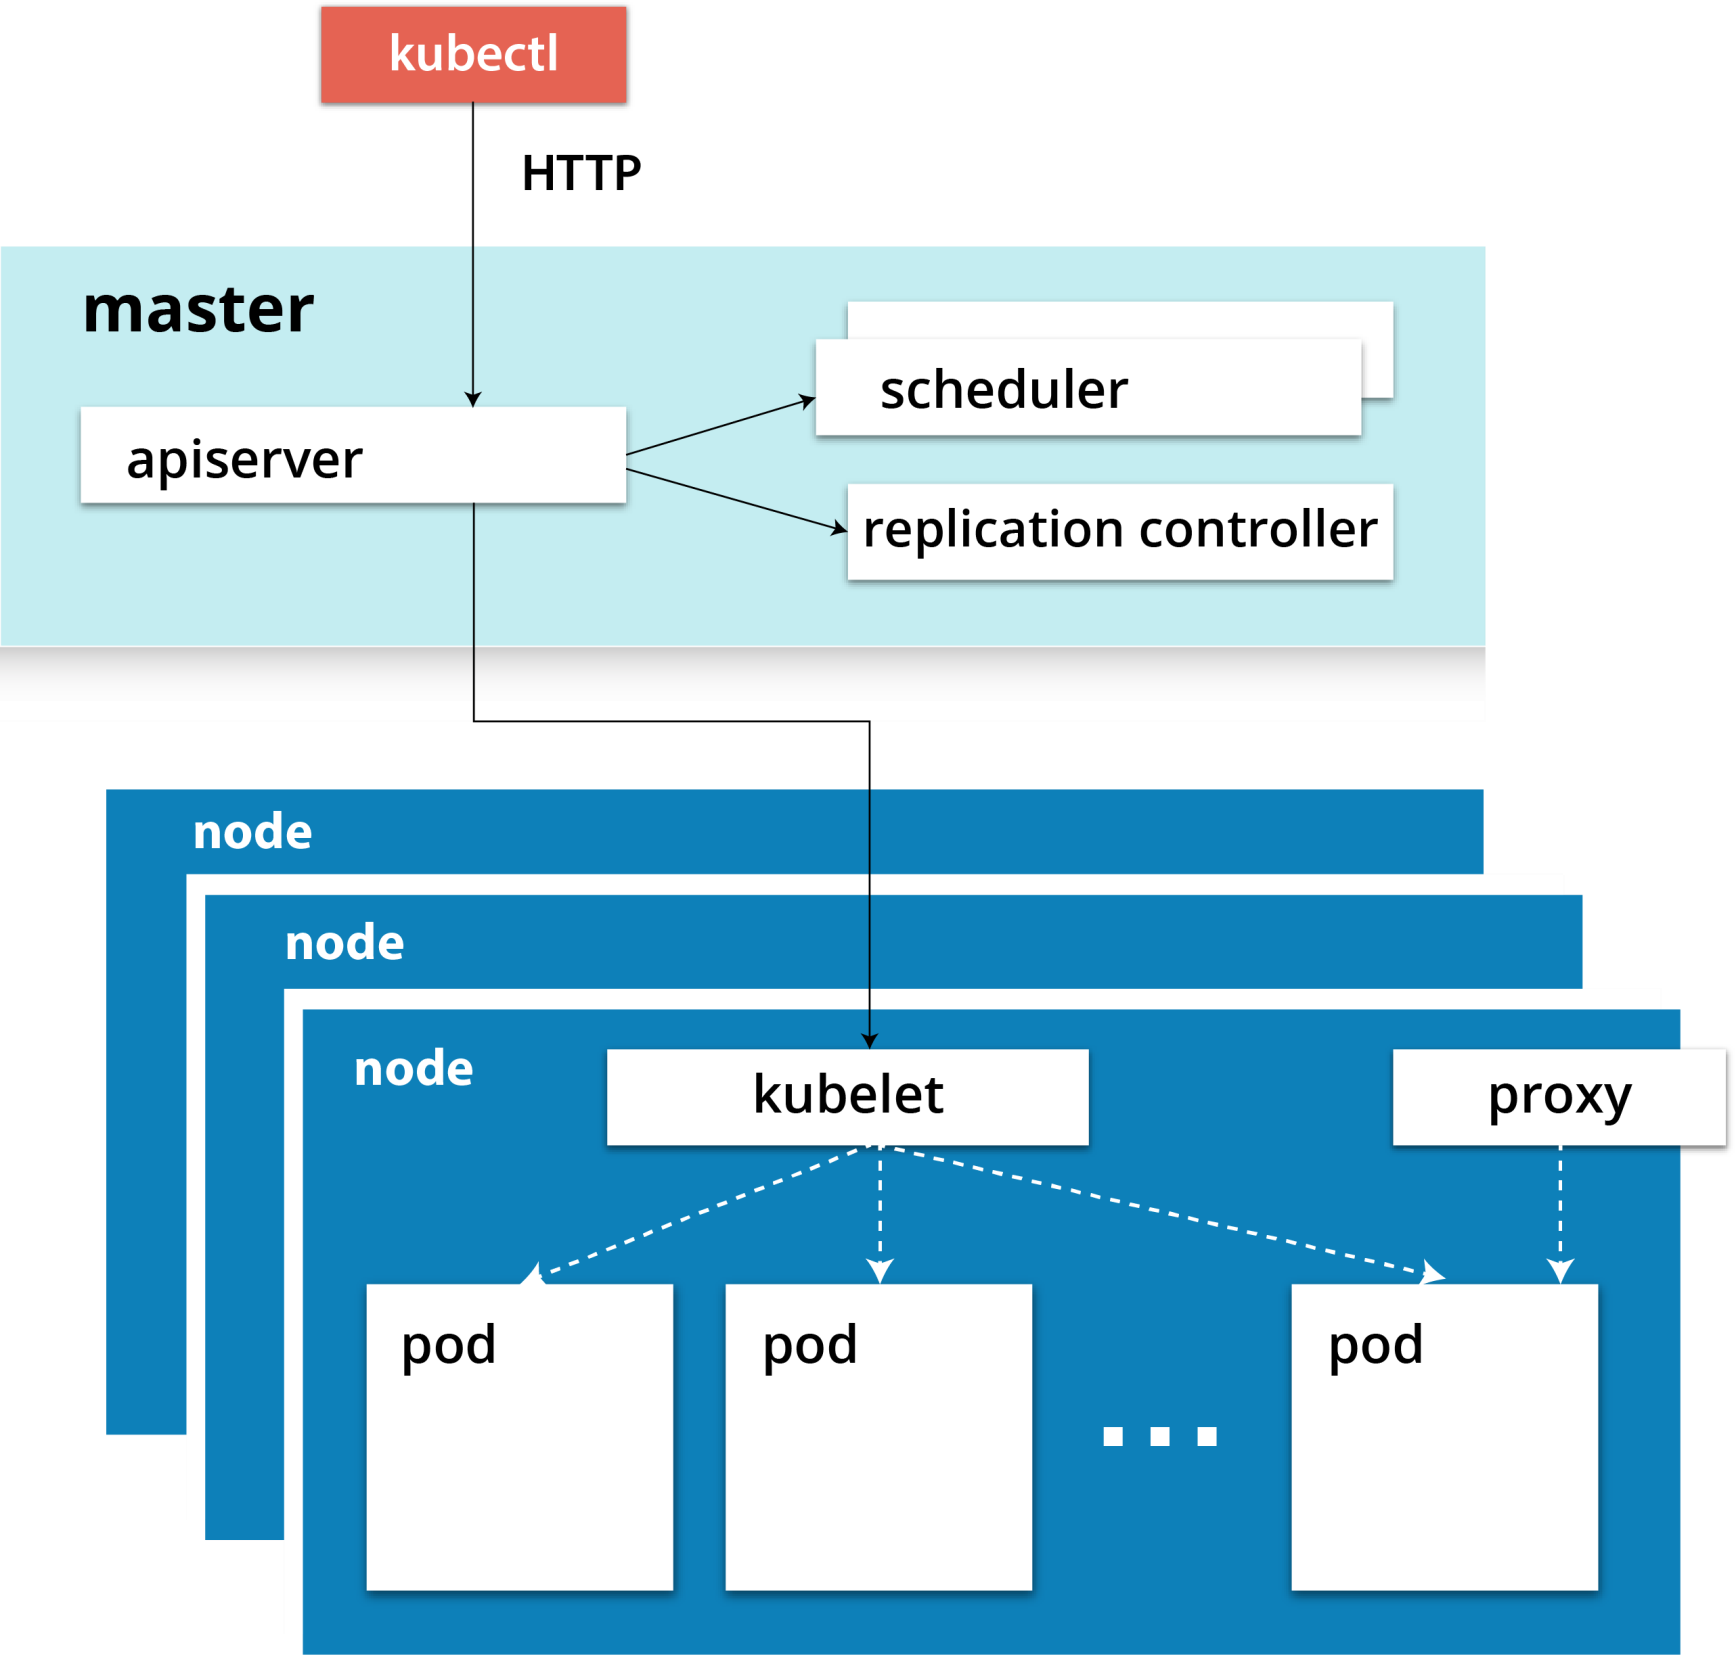 kubectl
HTTP
master
scheduler
apiserver
replication controller
node
node
node
kubelet
proxy
pod
pod
pod